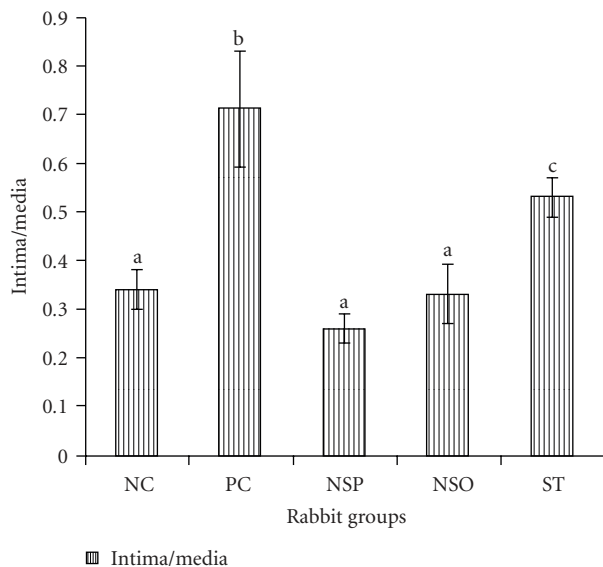 0.9
0.8
0.7
0.6
0.5
0.4
0.3
0.2
0.1
0
Intima/media
a
b
a
a
c
NC PC NSP NSO ST
Rabbit groups
Intima/media